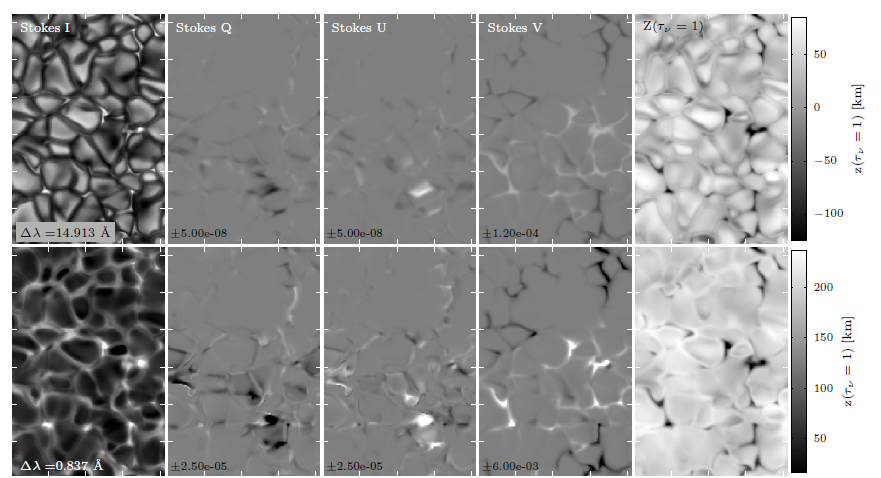 Stokes I
Stokes Q
Stokes U
Stokes V
Z(τν = 1)
50
0
−50
−100
z(τν = 1) [km]
Δλ =14.913 Å
±5.00e-08
±5.00e-08
±1.20e-04
200
150
100
50
z(τν = 1) [km]
Δλ =0.837 Å
±2.50e-05
±2.50e-05
±6.00e-03